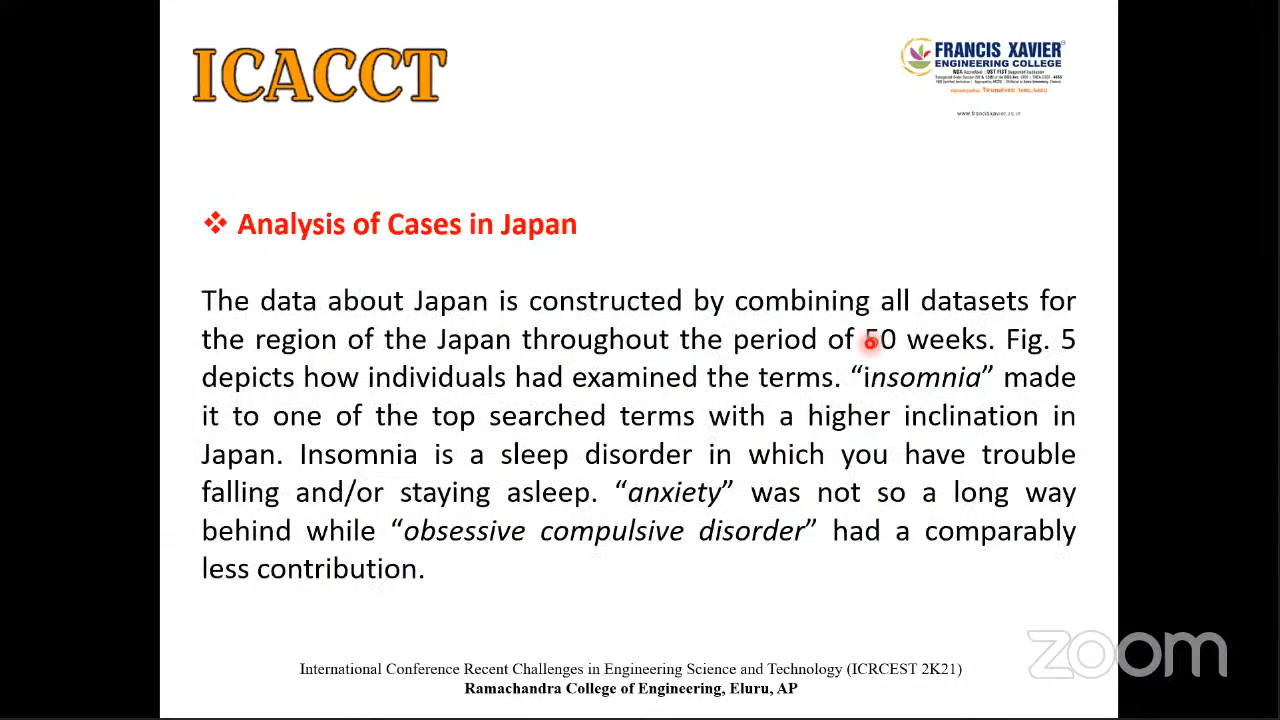 ICACCT
FRANCIS XAVIER
ENGINEERING COLLEGE
www.francisxavier.ac.in
Analysis of Cases in Japan
The data about Japan is constructed by combining all datasets for
the region of the Japan throughout the period of 50 weeks. Fig. 5
depicts how individuals had examined the terms. “insomnia” made
it to one of the top searched terms with a higher inclination in
Japan. Insomnia is a sleep disorder in which you have trouble
falling and/or staying asleep. “anxiety” was not so a long way
behind while “obsessive compulsive disorder” had a comparably
less contribution.
International Conference Recent Challenges in Engineering Science and Technology (ICRCEST 2K21)
Ramachandra College of Engineering, Eluru, AP
zoom